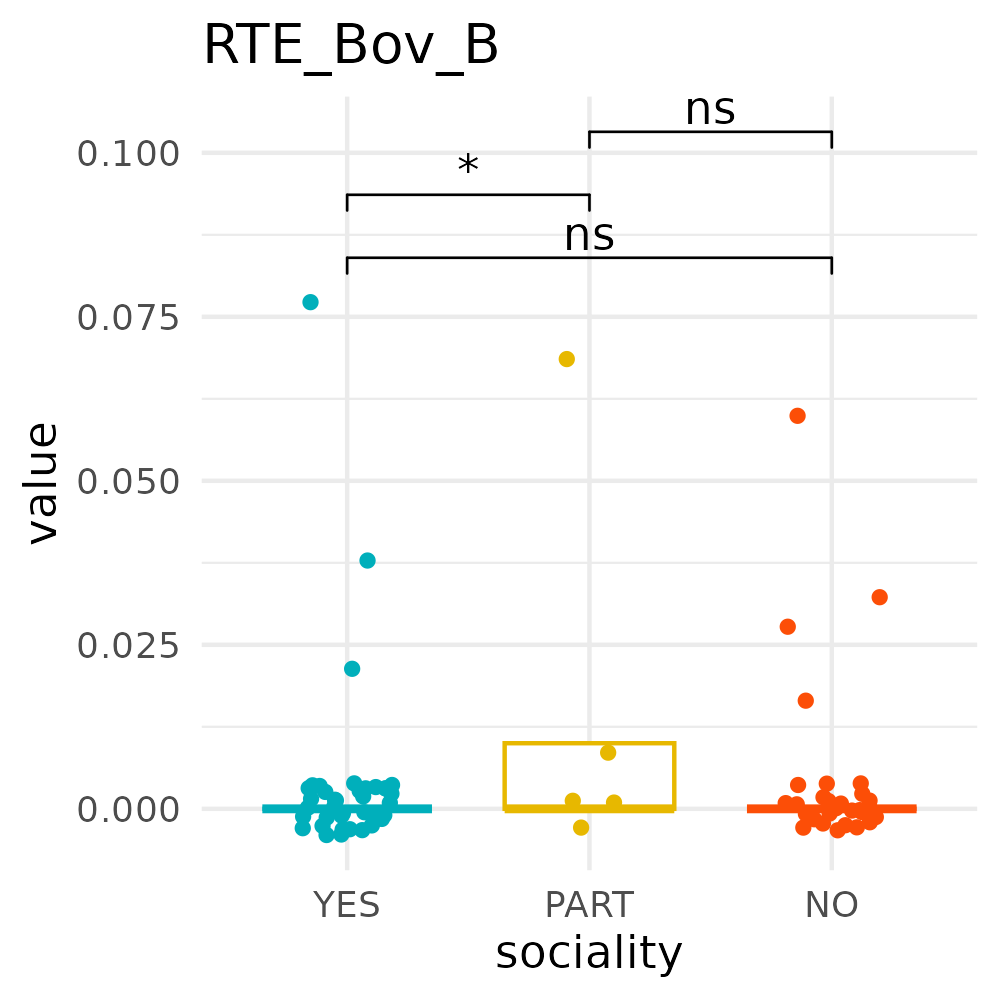 RTE_Bov_B
ns
*
ns
0.100
0.075
0.050
0.025
0.000
value
YES
PART
NO
sociality